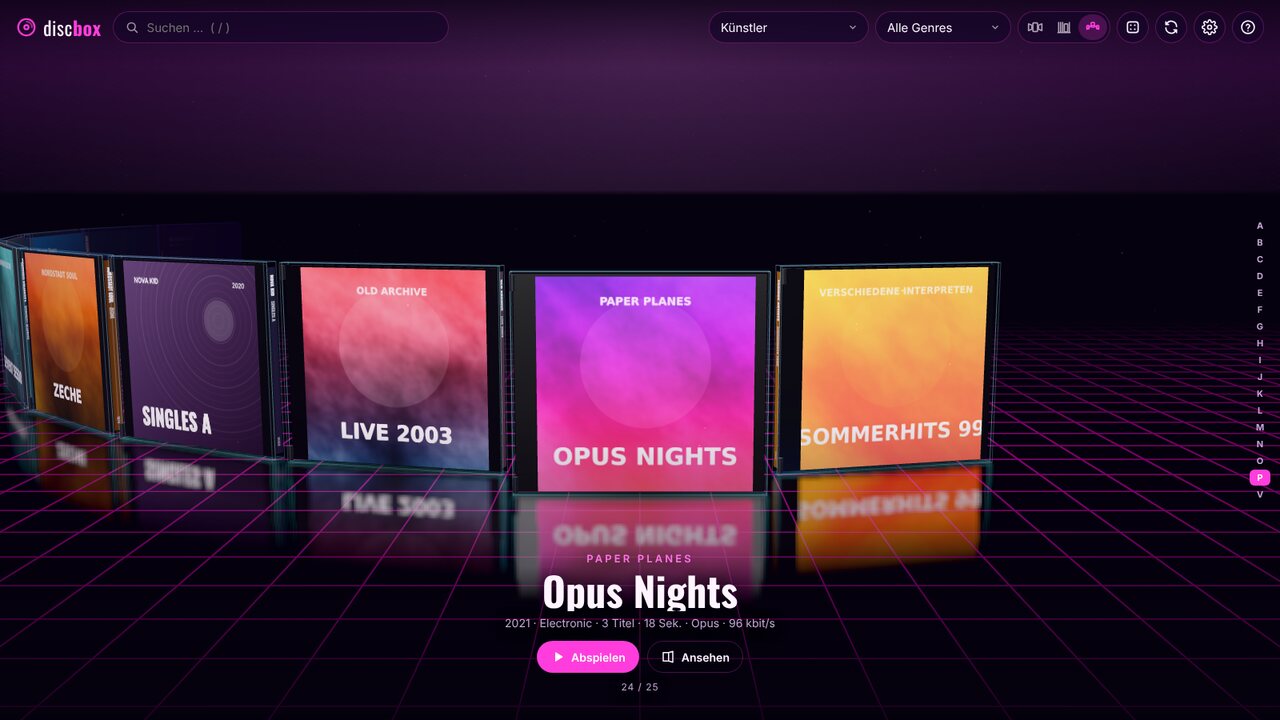 discbox
Suchen ... ( / )
Künstler
Alle Genres
A
B
C
D
E
F
G
H
I
J
K
L
M
N
O
P
V
NORDSTADT SOUL
ZECHE
NOVA KID
2020
SINGLES A
OLD ARCHIVE
LIVE 2003
PAPER PLANES
OPUS NIGHTS
VERSCHIEDENE INTERPRETEN
SOMMERHITS 99
PAPER PLANES
Opus Nights
2021 · Electronic · 3 Titel · 18 Sek. · Opus · 96 kbit/s
Abspielen
Ansehen
24 / 25